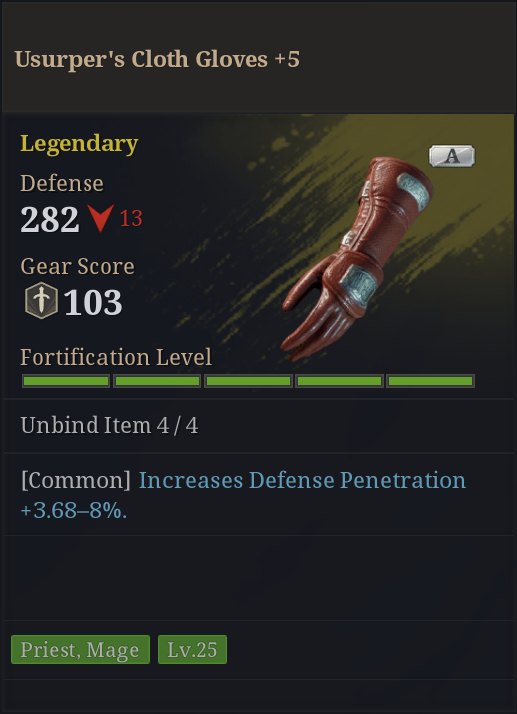 Usurper's Cloth Gloves +5
Legendary
A
Defense
282 13
Gear Score
103
Fortification Level
Unbind Item 4 / 4
[Common] Increases Defense Penetration
+3.68–8%.
Priest, Mage Lv.25